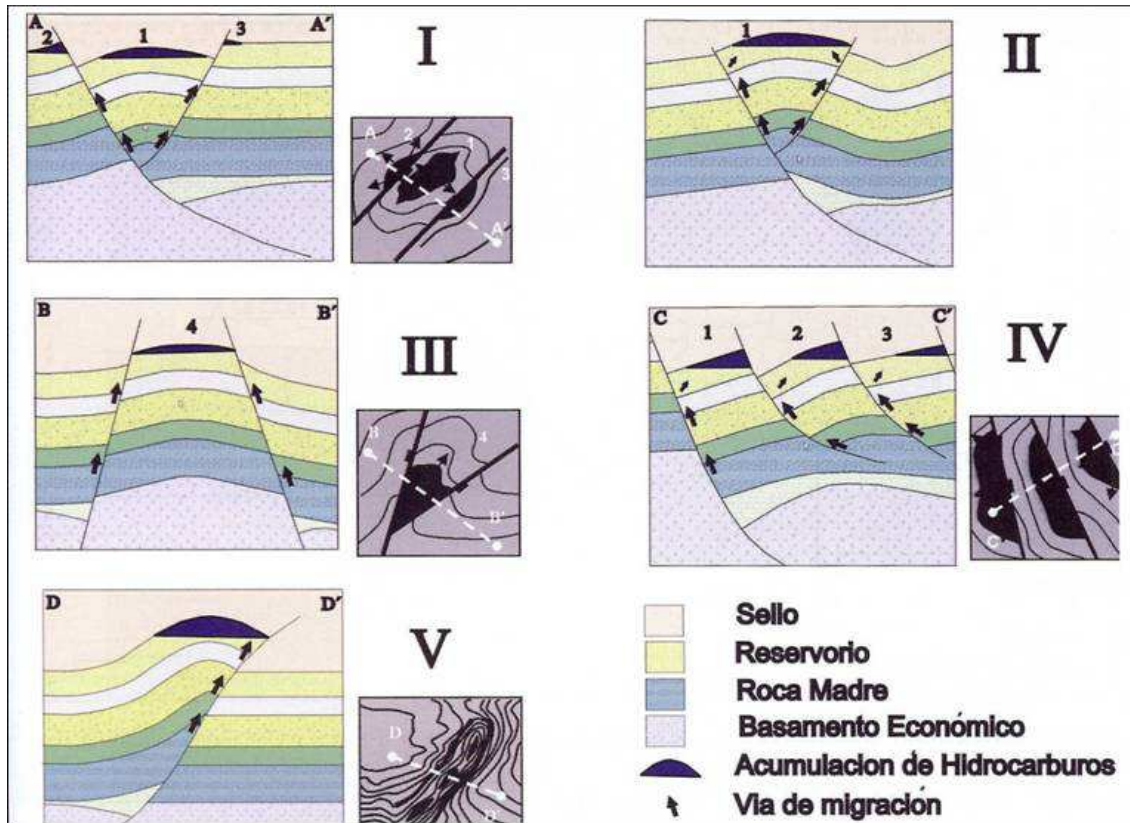 A
A´
2
1
3
I
A
2
1
3
A´
1
II
B
B´
4
III
B
4
B'
C
C´
1
2
3
IV
C
D
D´
V
D
Sello
Reservorio
Roca Madre
Basamento Económico
Acumulacion de Hidrocarburos
Via de migración